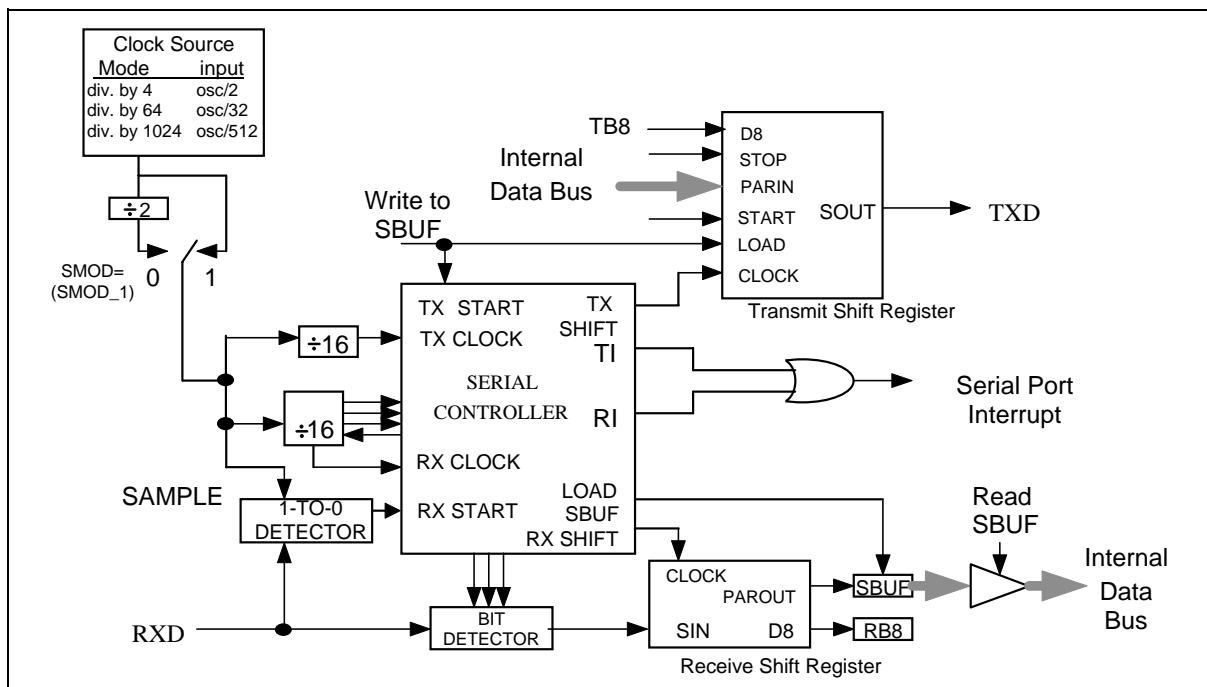 Clock Source
Mode input
div. by 4 osc/2
div. by 64 osc/32
div. by 1024 osc/512
÷2
SMOD=
(SMOD_1)
0
1
Write to
SBUF
TB8
Internal
Data Bus
D8
STOP
PARIN
START
LOAD
CLOCK
SOUT
TXD
Transmit Shift Register
÷16
÷16
TX START
TX CLOCK
SERIAL
CONTROLLER
RX CLOCK
RX START
TX
SHIFT
TI
RI
LOAD
SBUF
RX SHIFT
Serial Port
Interrupt
SAMPLE
1-TO-0
DETECTOR
RXD
BIT
DETECTOR
CLOCK
PAROUT
SIN D8
Receive Shift Register
SBUF
RB8
Read
SBUF
Internal
Data
Bus